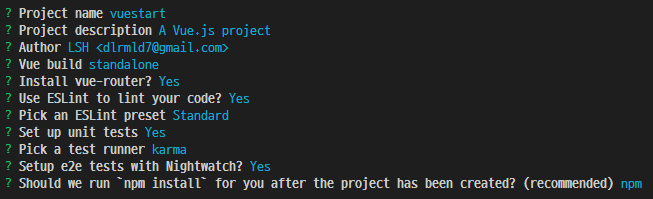 ? Project name vuestart
? Project description A Vue.js project
? Author LSH <dlrmld7@gmail.com>
? Vue build standalone
? Install vue-router? Yes
? Use ESLint to lint your code? Yes
? Pick an ESLint preset Standard
? Set up unit tests Yes
? Pick a test runner karma
? Setup e2e tests with Nightwatch? Yes
? Should we run `npm install` for you after the project has been created? (recommended) npm